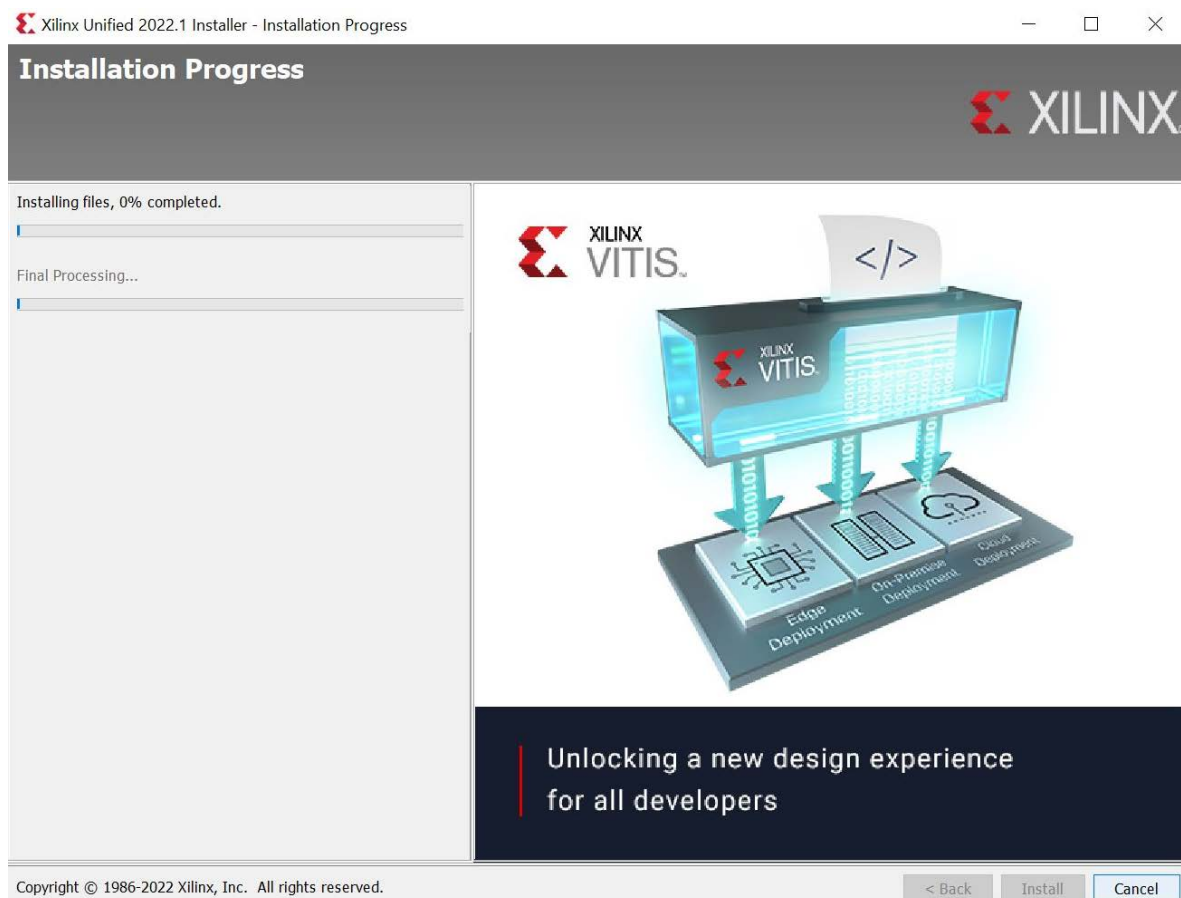 Xilinx Unified 2022.1 Installer - Installation Progress
Installation Progress
XILINX
Installing files, 0% completed.
Final Processing...
XILINX
VITIS
</>
XILINX
VITIS
Edge
Deployment
On-Premise
Deployment
Cloud
Deployment
Unlocking a new design experience
for all developers
Copyright © 1986-2022 Xilinx, Inc. All rights reserved.
< Back
Install
Cancel